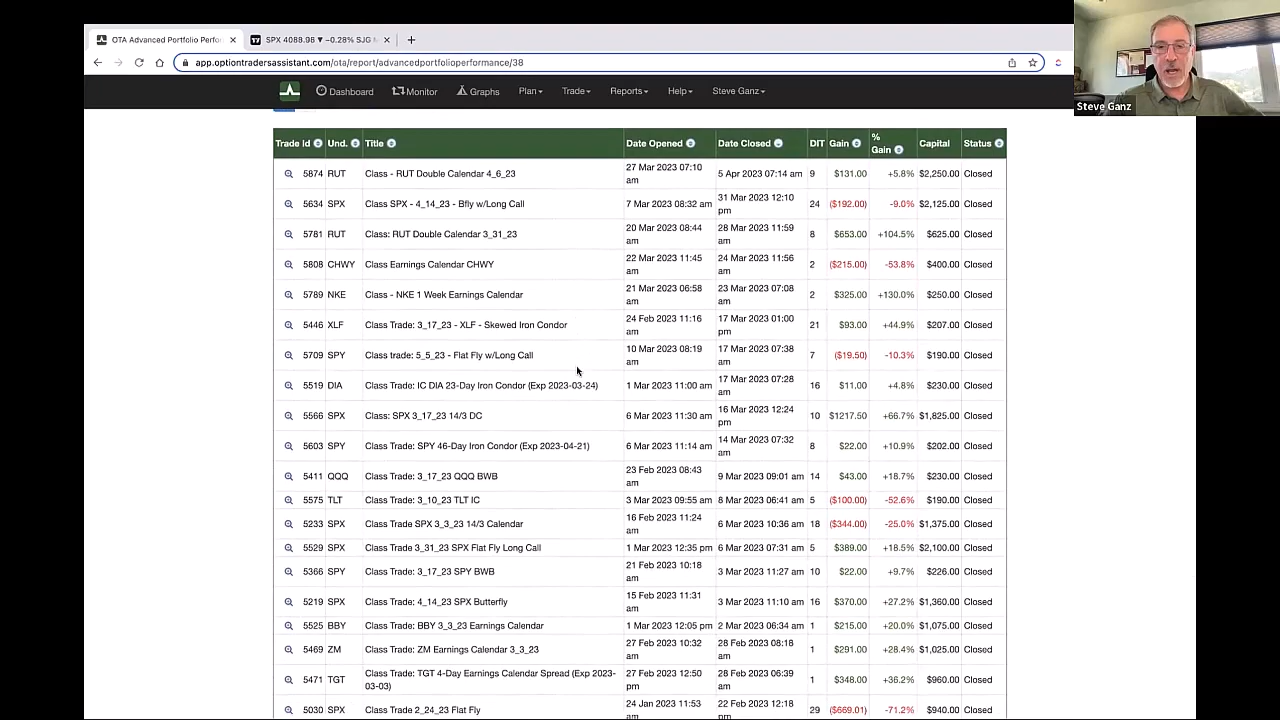 OTA Advanced Portfolio Perfo
SPX 4088.98 ▼ −0.28% SJG M
app.optiontradersassistant.com/ota/report/advancedportfolioperformance/38
Steve Ganz
Dashboard Monitor Graphs Plan Trade Reports Help Steve Ganz
Trade Id Und. Title Date Opened Date Closed DIT Gain % Gain Capital Status
5874 RUT Class - RUT Double Calendar 4_6_23 27 Mar 2023 07:10 am 5 Apr 2023 07:14 am 9 $131.00 +5.8% $2,250.00 Closed
5634 SPX Class SPX - 4_14_23 - Bfly w/Long Call 7 Mar 2023 08:32 am 31 Mar 2023 12:10 pm 24 ($192.00) -9.0% $2,125.00 Closed
5781 RUT Class: RUT Double Calendar 3_31_23 20 Mar 2023 08:44 am 28 Mar 2023 11:59 am 8 $653.00 +104.5% $625.00 Closed
5808 CHWY Class Earnings Calendar CHWY 22 Mar 2023 11:45 am 24 Mar 2023 11:56 am 2 ($215.00) -53.8% $400.00 Closed
5789 NKE Class - NKE 1 Week Earnings Calendar 21 Mar 2023 06:58 am 23 Mar 2023 07:08 am 2 $325.00 +130.0% $250.00 Closed
5446 XLF Class Trade: 3_17_23 - XLF - Skewed Iron Condor 24 Feb 2023 11:16 am 17 Mar 2023 01:00 pm 21 $93.00 +44.9% $207.00 Closed
5709 SPY Class trade: 5_5_23 - Flat Fly w/Long Call 10 Mar 2023 08:19 am 17 Mar 2023 07:38 am 7 ($19.50) -10.3% $190.00 Closed
5519 DIA Class Trade: IC DIA 23-Day Iron Condor (Exp 2023-03-24) 1 Mar 2023 11:00 am 17 Mar 2023 07:28 am 16 $11.00 +4.8% $230.00 Closed
5566 SPX Class: SPX 3_17_23 14/3 DC 6 Mar 2023 11:30 am 16 Mar 2023 12:24 pm 10 $1217.50 +66.7% $1,825.00 Closed
5603 SPY Class Trade: SPY 46-Day Iron Condor (Exp 2023-04-21) 6 Mar 2023 11:14 am 14 Mar 2023 07:32 am 8 $22.00 +10.9% $202.00 Closed
5411 QQQ Class Trade: 3_17_23 QQQ BWB 23 Feb 2023 08:43 am 9 Mar 2023 09:01 am 14 $43.00 +18.7% $230.00 Closed
5575 TLT Class Trade: 3_10_23 TLT IC 3 Mar 2023 09:55 am 8 Mar 2023 06:41 am 5 ($100.00) -52.6% $190.00 Closed
5233 SPX Class Trade SPX 3_3_23 14/3 Calendar 16 Feb 2023 11:24 am 6 Mar 2023 10:36 am 18 ($344.00) -25.0% $1,375.00 Closed
5529 SPX Class Trade 3_31_23 SPX Flat Fly Long Call 1 Mar 2023 12:35 pm 6 Mar 2023 07:31 am 5 $389.00 +18.5% $2,100.00 Closed
5366 SPY Class Trade: 3_17_23 SPY BWB 21 Feb 2023 10:18 am 3 Mar 2023 11:27 am 10 $22.00 +9.7% $226.00 Closed
5219 SPX Class Trade: 4_14_23 SPX Butterfly 15 Feb 2023 11:31 am 3 Mar 2023 11:10 am 16 $370.00 +27.2% $1,360.00 Closed
5525 BBY Class Trade: BBY 3_3_23 Earnings Calendar 1 Mar 2023 12:05 pm 2 Mar 2023 06:34 am 1 $215.00 +20.0% $1,075.00 Closed
5469 ZM Class Trade: ZM Earnings Calendar 3_3_23 27 Feb 2023 10:32 am 28 Feb 2023 08:16 am 1 $291.00 +28.4% $1,025.00 Closed
5471 TGT Class Trade: TGT 4-Day Earnings Calendar Spread (Exp 2023-03-03) 27 Feb 2023 12:50 pm 28 Feb 2023 06:39 am 1 $348.00 +36.2% $960.00 Closed
5030 SPX Class Trade 2_24_23 Flat Fly 24 Jan 2023 11:53 am 22 Feb 2023 12:18 pm 29 ($669.01) -71.2% $940.00 Closed